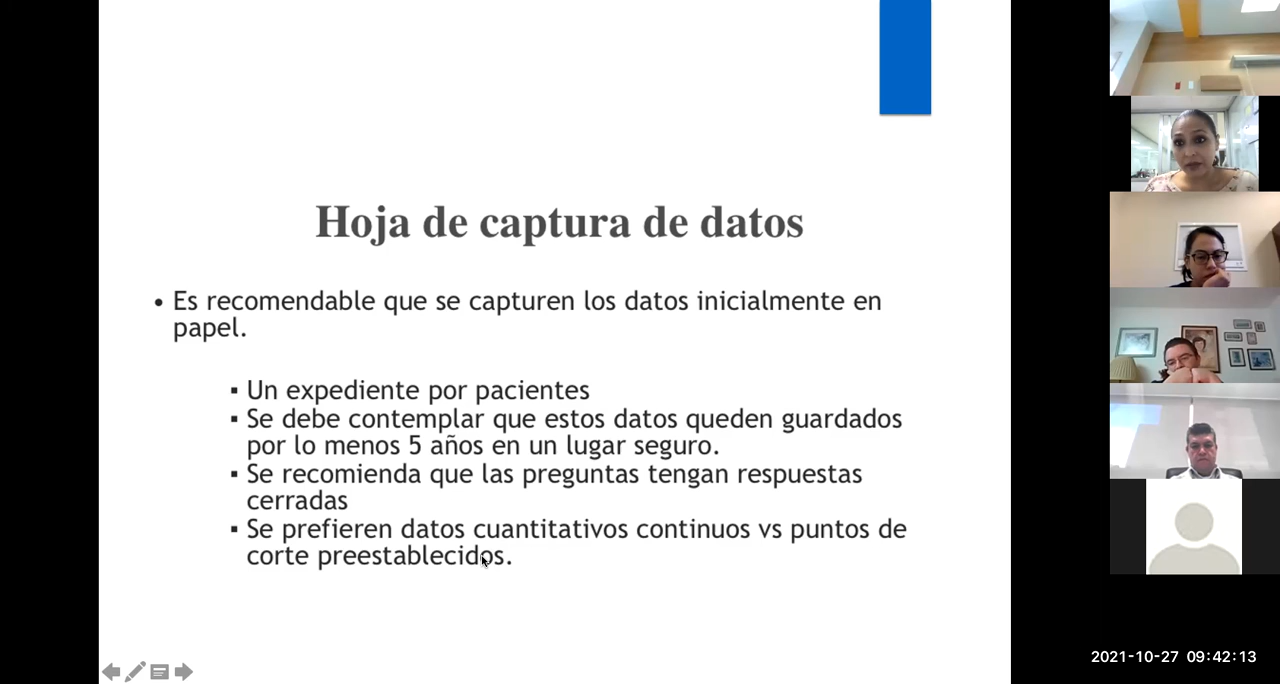 Hoja de captura de datos
• Es recomendable que se capturen los datos inicialmente en
papel.
▪ Un expediente por pacientes
▪ Se debe contemplar que estos datos queden guardados
por lo menos 5 años en un lugar seguro.
▪ Se recomienda que las preguntas tengan respuestas
cerradas
▪ Se prefieren datos cuantitativos continuos vs puntos de
corte preestablecidos.
2021-10-27 09:42:13